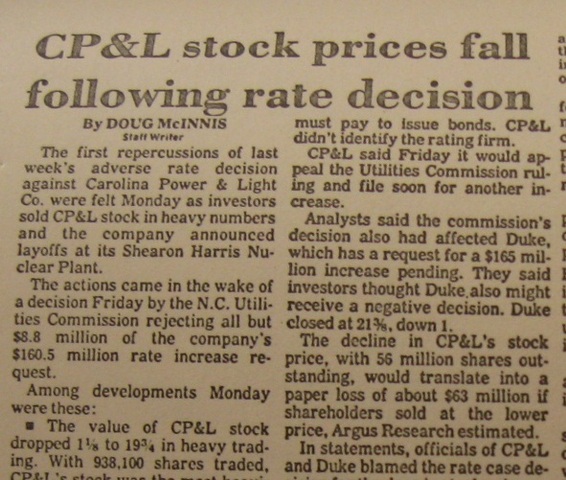 CP&L stock prices fall
following rate decision
By DOUG McINNIS
Staff Writer
The first repercussions of last
week's adverse rate decision
against Carolina Power & Light
Co. were felt Monday as investors
sold CP&L stock in heavy numbers
and the company announced
layoffs at its Shearon Harris Nu-
clear Plant.
The actions came in the wake of
a decision Friday by the N.C. Utili-
ties Commission rejecting all but
$8.8 million of the company's
$160.5 million rate increase re-
quest.
Among developments Monday
were these:
■ The value of CP&L stock
dropped 1⅛ to 19¾ in heavy trad-
ing. With 938,100 shares traded,
CP&L's stock was the most heavi-
must pay to issue bonds. CP&L
didn't identify the rating firm.
CP&L said Friday it would ap-
peal the Utilities Commission rul-
ing and file soon for another in-
crease.
Analysts said the commission's
decision also had affected Duke,
which has a request for a $165 mil-
lion increase pending. They said
investors thought Duke also might
receive a negative decision. Duke
closed at 21⅜, down 1.
The decline in CP&L's stock
price, with 56 million shares out-
standing, would translate into a
paper loss of about $63 million if
shareholders sold at the lower
price, Argus Research estimated.
In statements, officials of CP&L
and Duke blamed the rate case de-